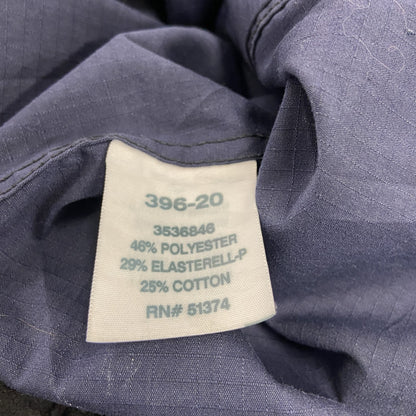 396-20
3536846
46% POLYESTER
29% ELASTERELL-P
25% COTTON
RN# 51374